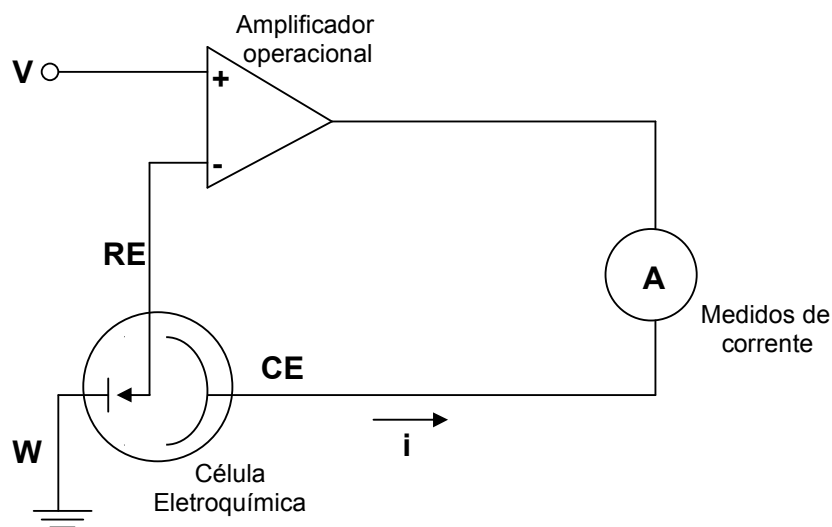 Amplificador
operacional
V
+
-
RE
A
Medidos de
corrente
CE
i
W
Célula
Eletroquímica